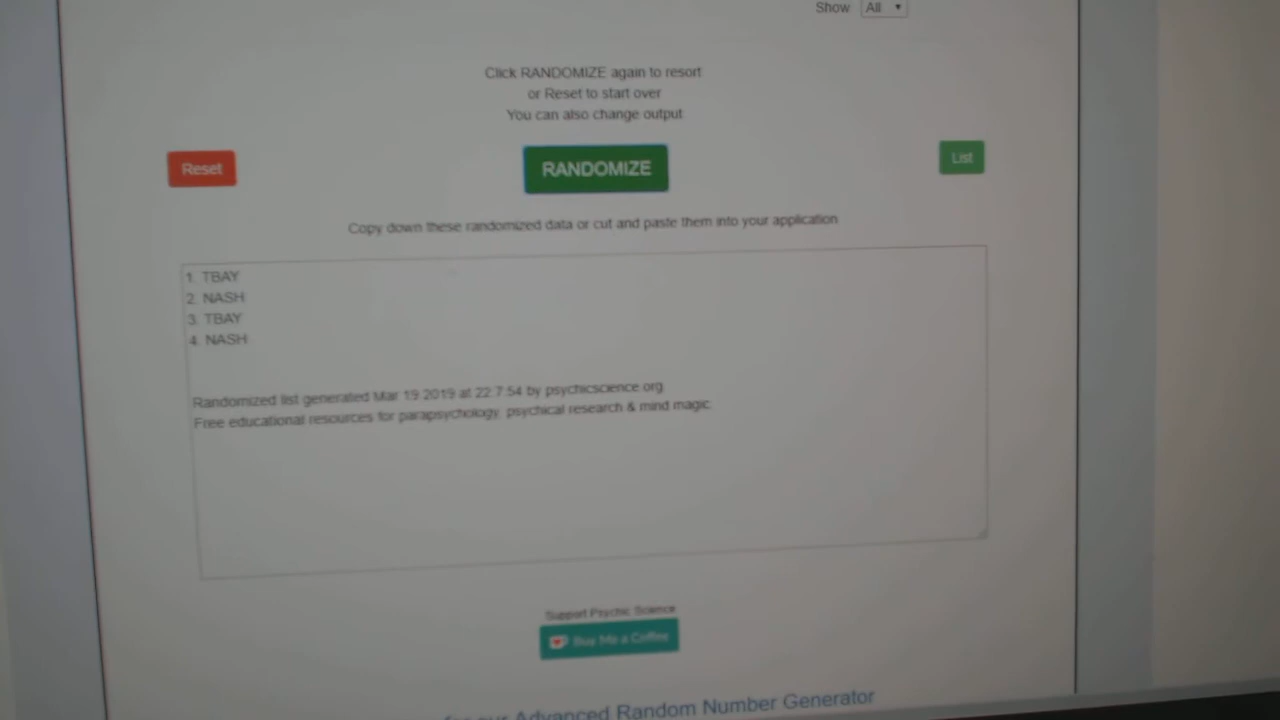 Show All
Click RANDOMIZE again to resort
or Reset to start over
You can also change output
Reset
RANDOMIZE
List
Copy down these randomized data or cut and paste them into your application
1. TBAY
2. NASH
3. TBAY
4. NASH
Randomized list generated Mar 19 2019 at 22:7:54 by psychicscience.org
Free educational resources for parapsychology, psychical research & mind magic.
Support Psychic Science
Buy Me a Coffee
our Advanced Random Number Generator